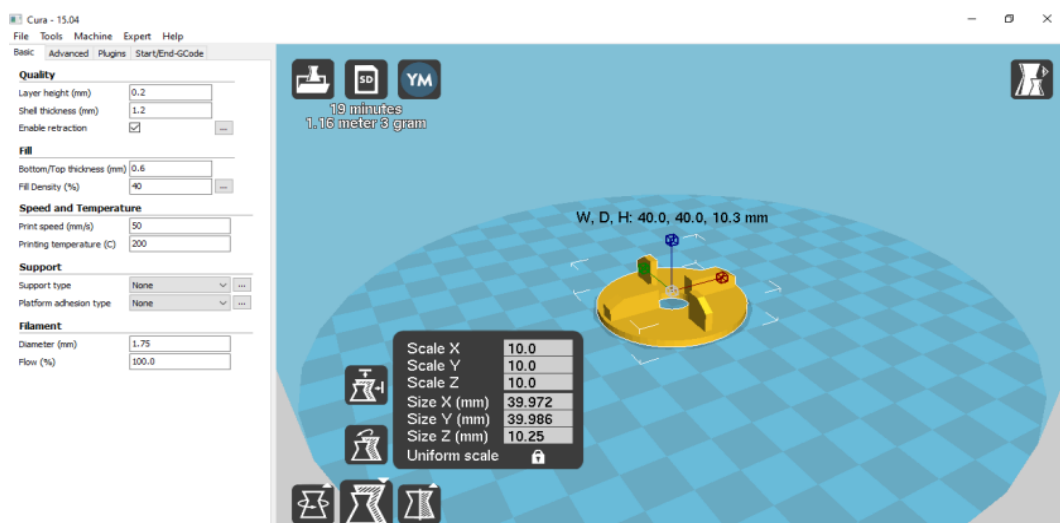 Cura - 15.04
File Tools Machine Expert Help
Basic Advanced Plugins Start/End-GCode
Quality
Layer height (mm) 0.2
Shell thickness (mm) 1.2
Enable retraction ...
Fill
Bottom/Top thickness (mm) 0.6
Fill Density (%) 40 ...
Speed and Temperature
Print speed (mm/s) 50
Printing temperature (C) 200
Support
Support type None ...
Platform adhesion type None ...
Filament
Diameter (mm) 1.75
Flow (%) 100.0
SD YM
19 minutes
1.16 meter 3 gram
W, D, H: 40.0, 40.0, 10.3 mm
Scale X 10.0
Scale Y 10.0
Scale Z 10.0
Size X (mm) 39.972
Size Y (mm) 39.986
Size Z (mm) 10.25
Uniform scale